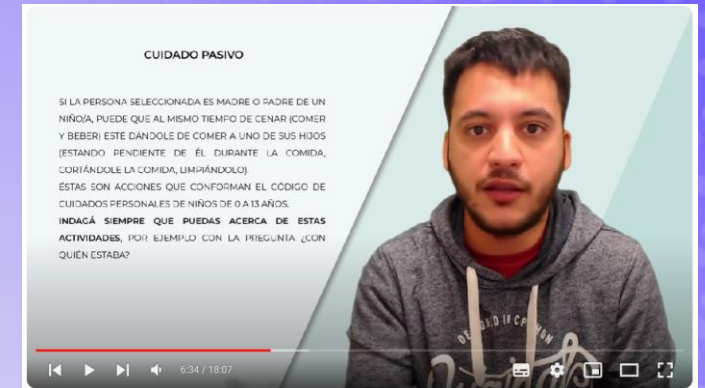 CUIDADO PASIVO
SI LA PERSONA SELECCIONADA ES MADRE O PADRE DE UN
NIÑO/A, PUEDE QUE AL MISMO TIEMPO DE CENAR (COMER
Y BEBER) ESTÉ DÁNDOLE DE COMER A UNO DE SUS HIJOS
(ESTANDO PENDIENTE DE ÉL DURANTE LA COMIDA,
CORTÁNDOLE LA COMIDA, LIMPIÁNDOLO).
ÉSTAS SON ACCIONES QUE CONFORMAN EL CÓDIGO DE
CUIDADOS PERSONALES DE NIÑOS DE 0 A 13 AÑOS.
INDAGÁ SIEMPRE QUE PUEDAS ACERCA DE ESTAS
ACTIVIDADES, POR EJEMPLO CON LA PREGUNTA ¿CON
QUIÉN ESTABA?
6:34 / 18:07